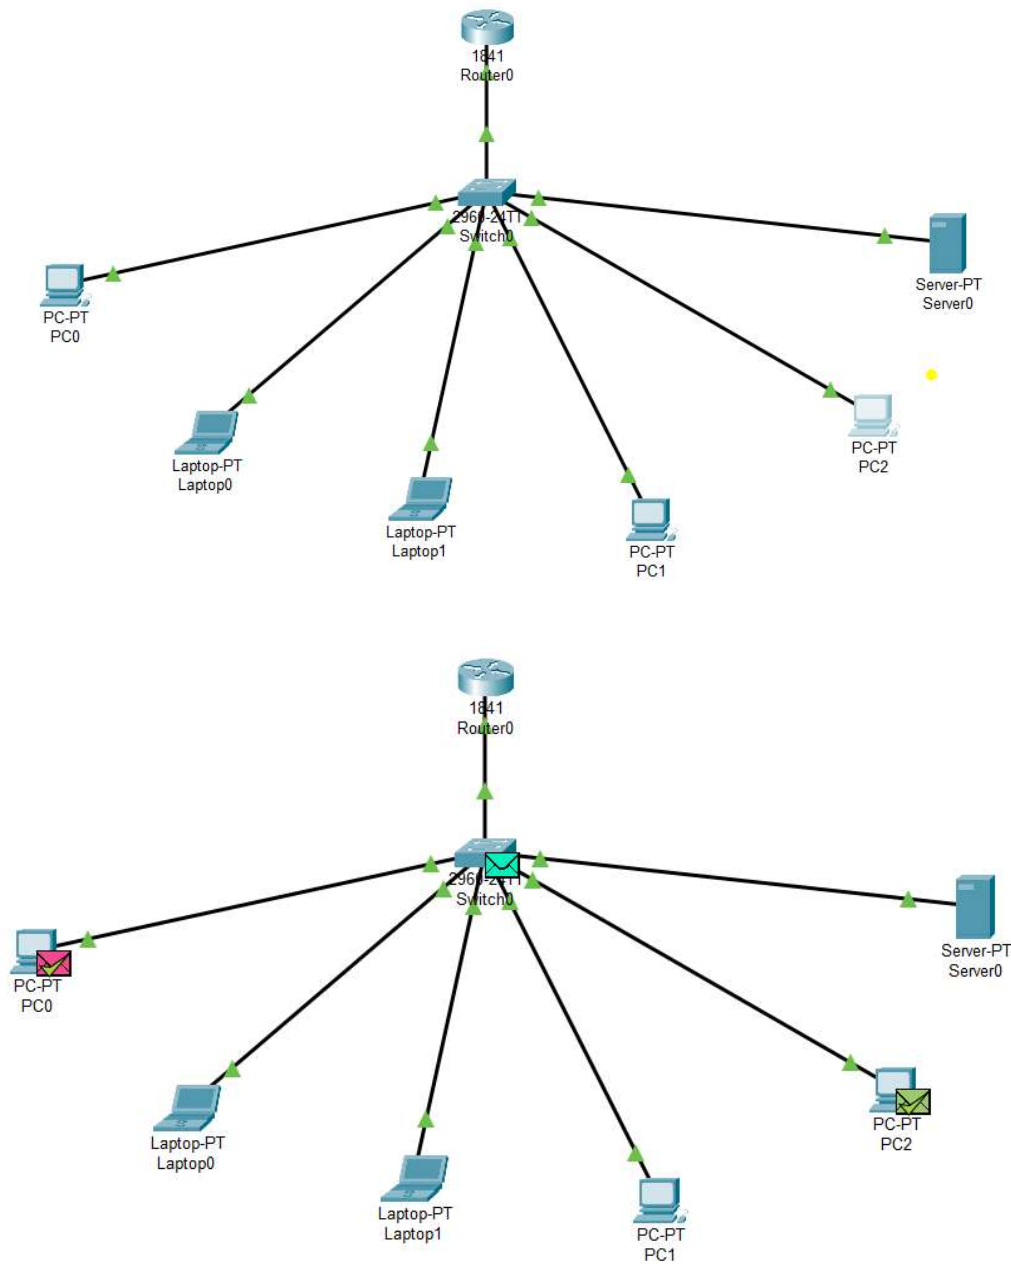 1841
Router0
2960-24TT
Switch0
Server-PT
Server0
PC-PT
PC0
PC-PT
PC2
Laptop-PT
Laptop0
Laptop-PT
Laptop1
PC-PT
PC1
1841
Router0
2960-24TT
Switch0
Server-PT
Server0
PC-PT
PC0
PC-PT
PC2
Laptop-PT
Laptop0
Laptop-PT
Laptop1
PC-PT
PC1